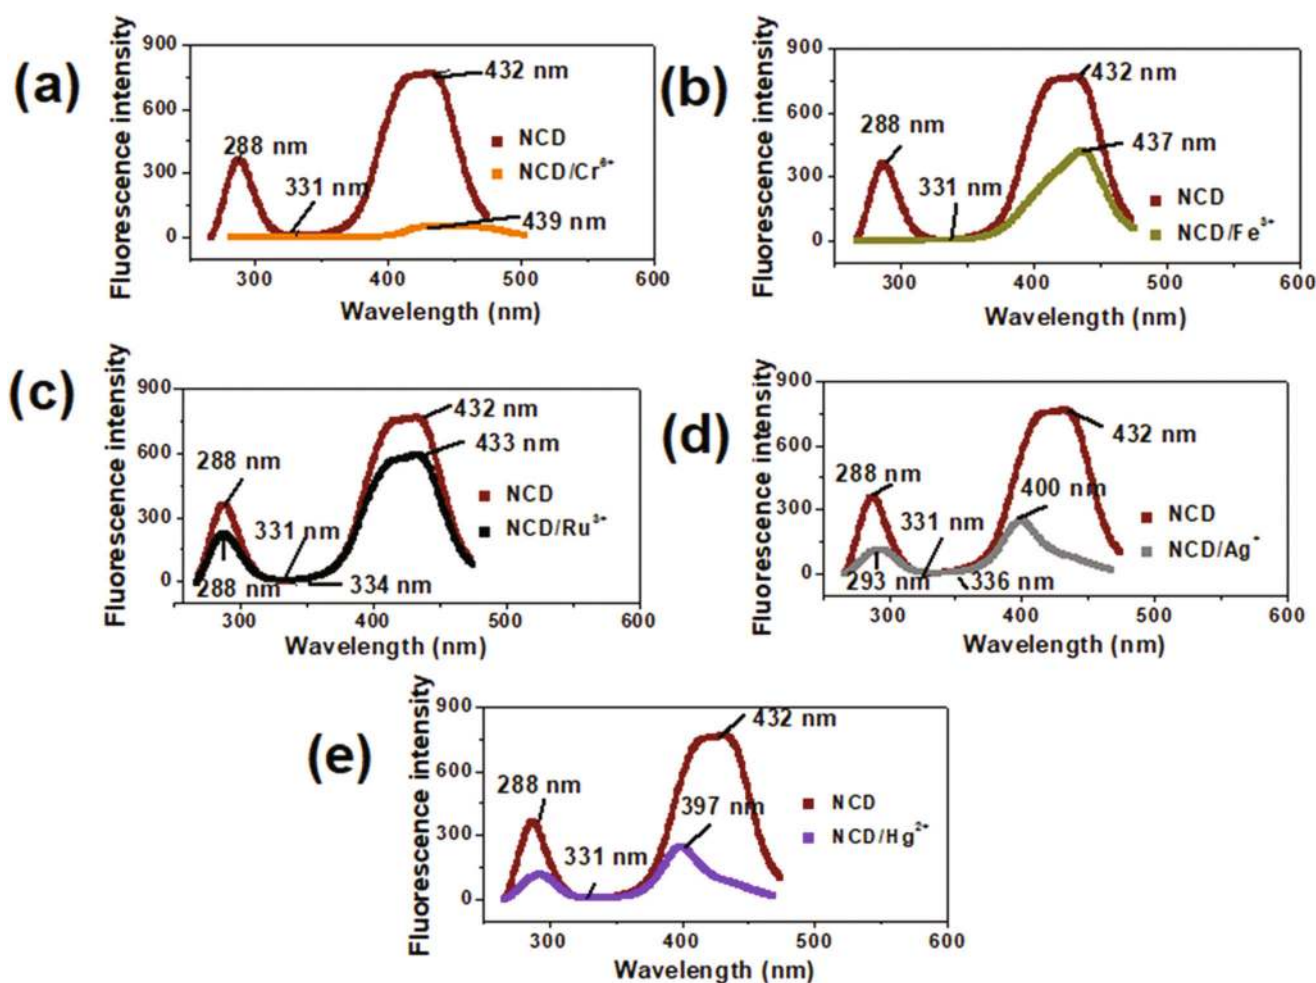 (a)
Fluorescence intensity
900
600
300
0
432 nm
288 nm
331 nm
439 nm
NCD
NCD/Cr⁶⁺
300 400 500 600
Wavelength (nm)
(b)
Fluorescence intensity
900
600
300
0
432 nm
288 nm
437 nm
331 nm
NCD
NCD/Fe³⁺
300 400 500 600
Wavelength (nm)
(c)
Fluorescence intensity
900
600
300
0
432 nm
433 nm
288 nm
331 nm
288 nm
334 nm
NCD
NCD/Ru³⁺
300 400 500 600
Wavelength (nm)
(d)
Fluorescence intensity
900
600
300
0
432 nm
288 nm
400 nm
331 nm
293 nm
336 nm
NCD
NCD/Ag⁺
300 400 500 600
Wavelength (nm)
(e)
Fluorescence intensity
900
600
300
0
432 nm
288 nm
397 nm
331 nm
NCD
NCD/Hg²⁺
300 400 500 600
Wavelength (nm)